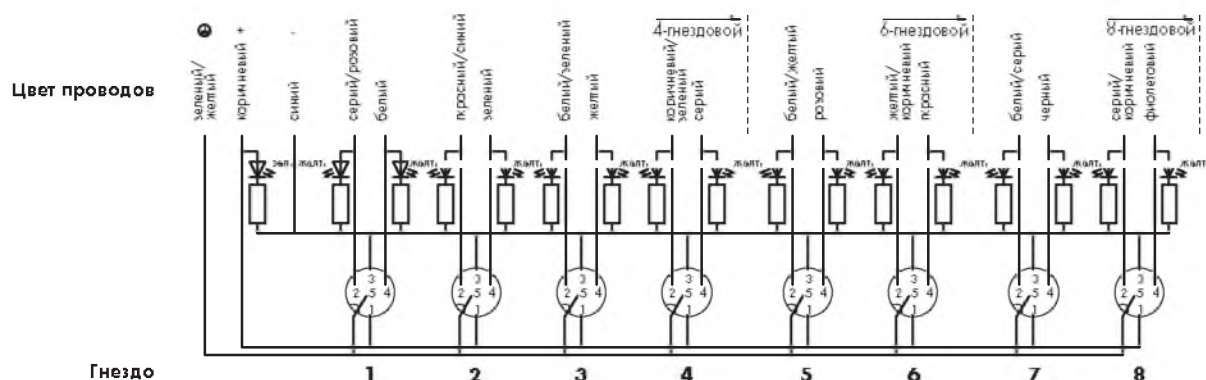 4-гнездовой
6-гнездовой
8-гнездовой
Цвет проводов
зеленый/
желтый
коричневый +
синий -
серый/розовый
белый
красный/синий
зеленый
белый/зеленый
желтый
коричневый/
зеленый
серый
белый/желтый
розовый
желтый/
коричневый
красный
белый/серый
черный
серый/
коричневый
фиолетовый
зел. желт. желт. желт. желт. желт. желт. желт. желт. желт. желт. желт. желт. желт. желт.
3 3 3 3 3 3 3 3
2 5 4 2 5 4 2 5 4 2 5 4 2 5 4 2 5 4 2 5 4 2 5 4
1 1 1 1 1 1 1 1
Гнездо 1 2 3 4 5 6 7 8